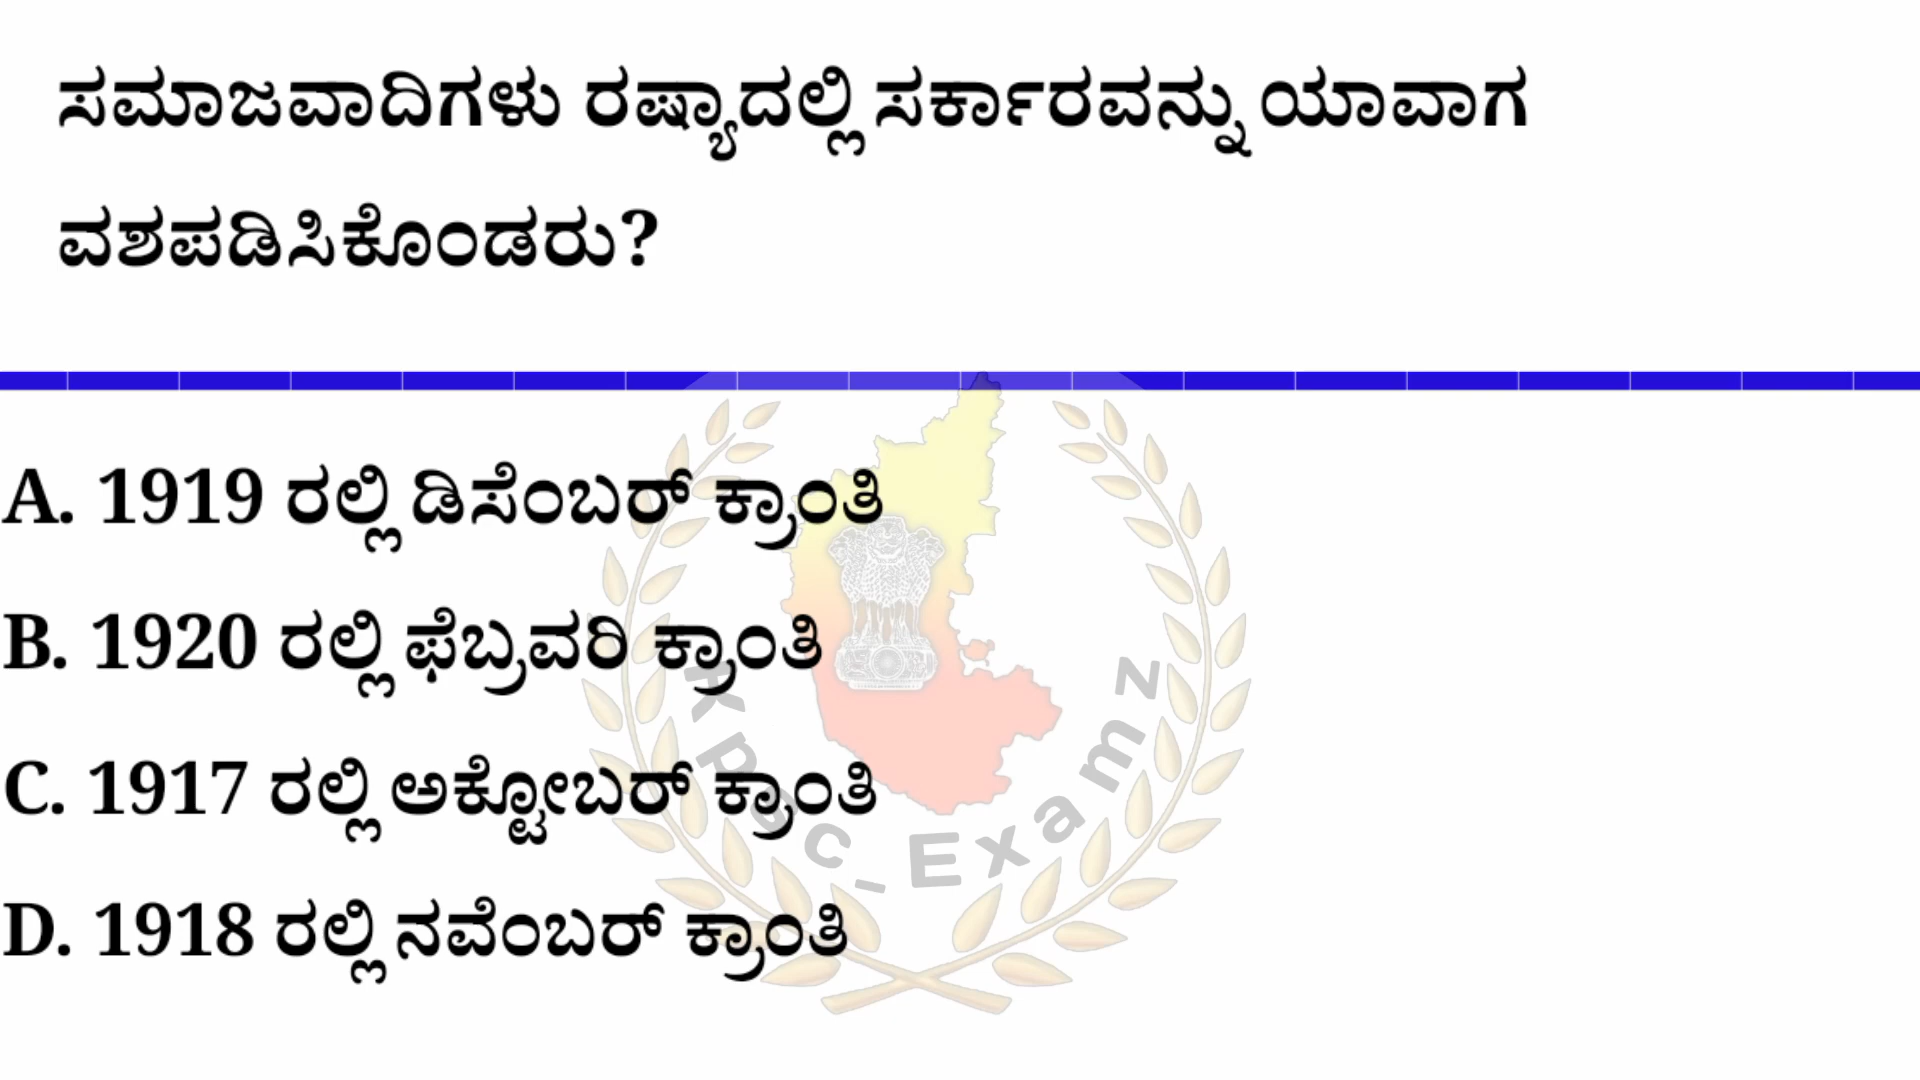 ಸಮಾಜವಾದಿಗಳು ರಷ್ಯಾದಲ್ಲಿ ಸರ್ಕಾರವನ್ನು ಯಾವಾಗ
ವಶಪಡಿಸಿಕೊಂಡರು?
A. 1919 ರಲ್ಲಿ ಡಿಸೆಂಬರ್ ಕ್ರಾಂತಿ
B. 1920 ರಲ್ಲಿ ಫೆಬ್ರವರಿ ಕ್ರಾಂತಿ
C. 1917 ರಲ್ಲಿ ಅಕ್ಟೋಬರ್ ಕ್ರಾಂತಿ
D. 1918 ರಲ್ಲಿ ನವೆಂಬರ್ ಕ್ರಾಂತಿ
Kpsc_Examz